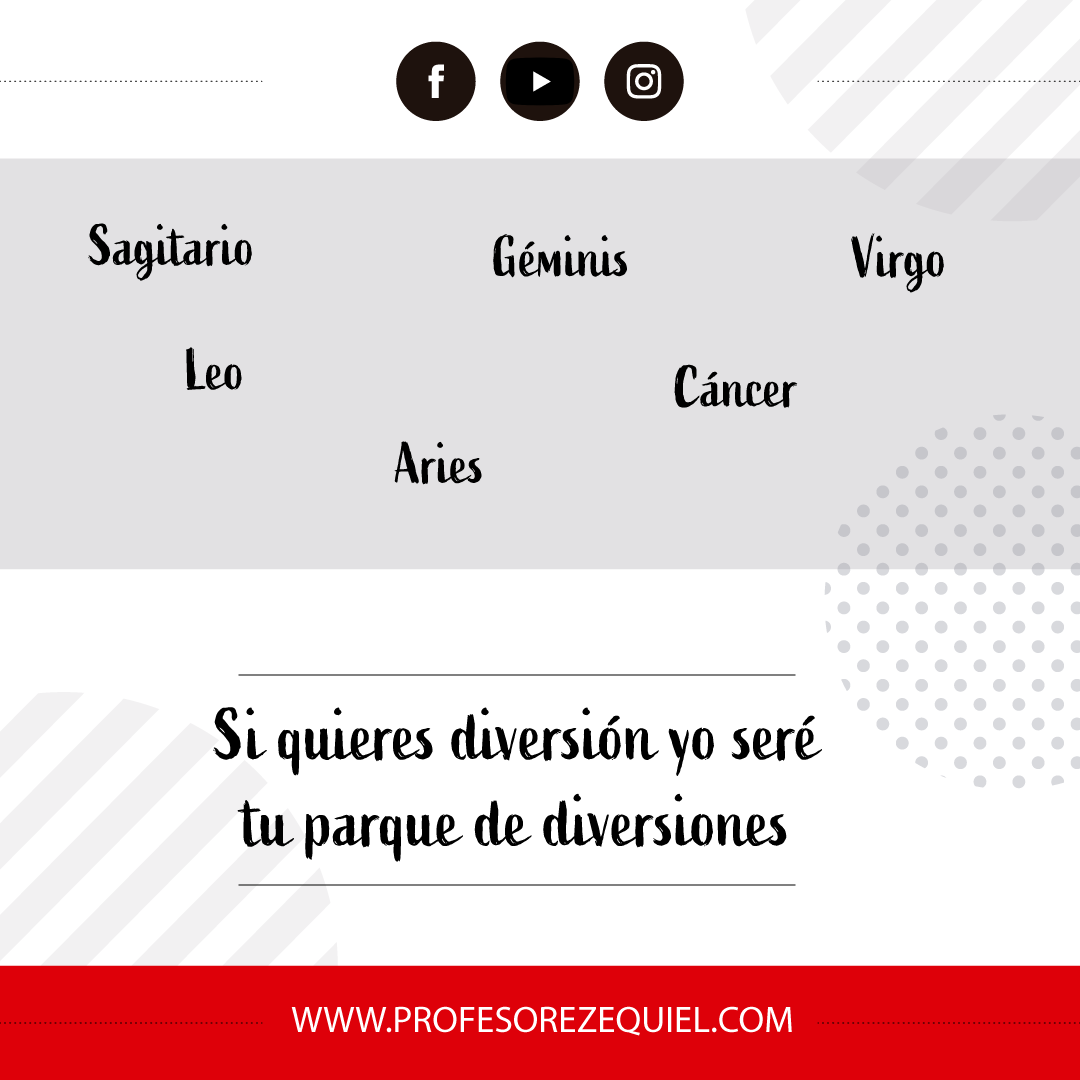 Sagitario
Géminis
Virgo
Leo
Cáncer
Aries
Si quieres diversión yo seré
tu parque de diversiones
WWW.PROFESOREZEQUIEL.COM